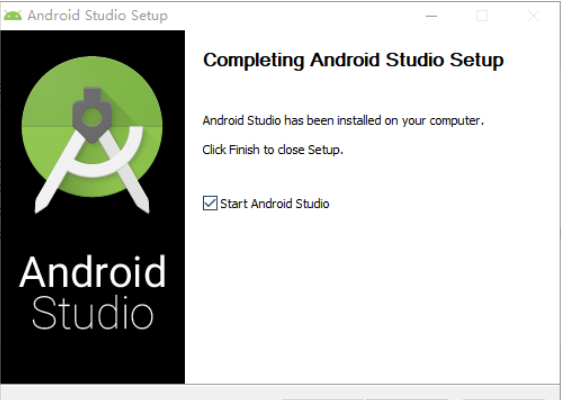 Android Studio Setup
Completing Android Studio Setup
Android Studio has been installed on your computer.
Click Finish to close Setup.
Start Android Studio
Android
Studio